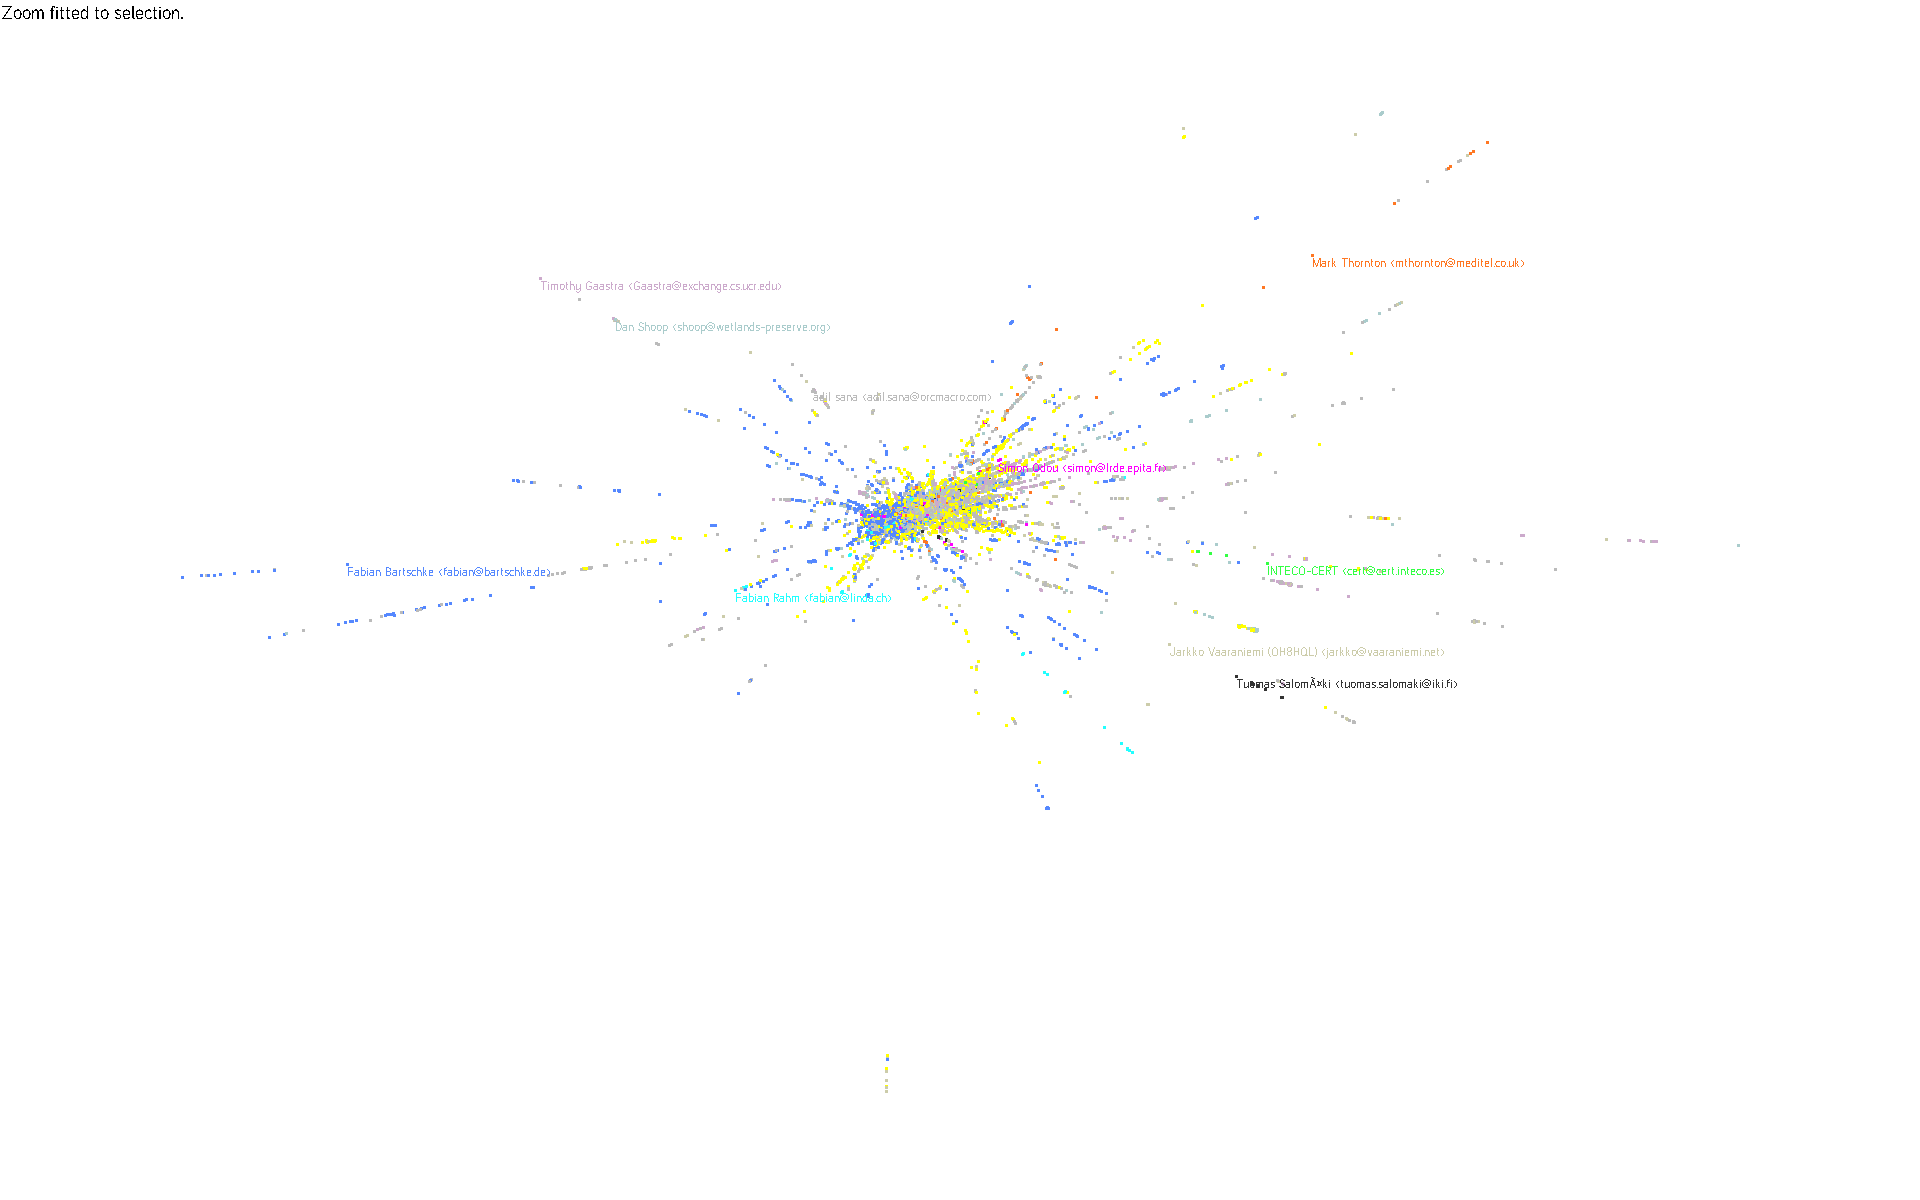 Zoom fitted to selection.
Mark Thornton <mthornton@meditel.co.uk>
Timothy Gaastra <Gaastra@exchange.cs.ucr.edu>
Dan Shoop <shoop@wetlands-preserve.org>
adil sana <adil.sana@orcmacro.com>
Simon Odou <simon@lrde.epita.fr>
Fabian Bartschke <fabian@bartschke.de>
INTECO-CERT <cert@cert.inteco.es>
Fabian Rahm <fabian@linda.ch>
Jarkko Vaaraniemi (OH8HQL) <jarkko@vaaraniemi.net>
Tuomas SalomÃ¤ki <tuomas.salomaki@iki.fi>